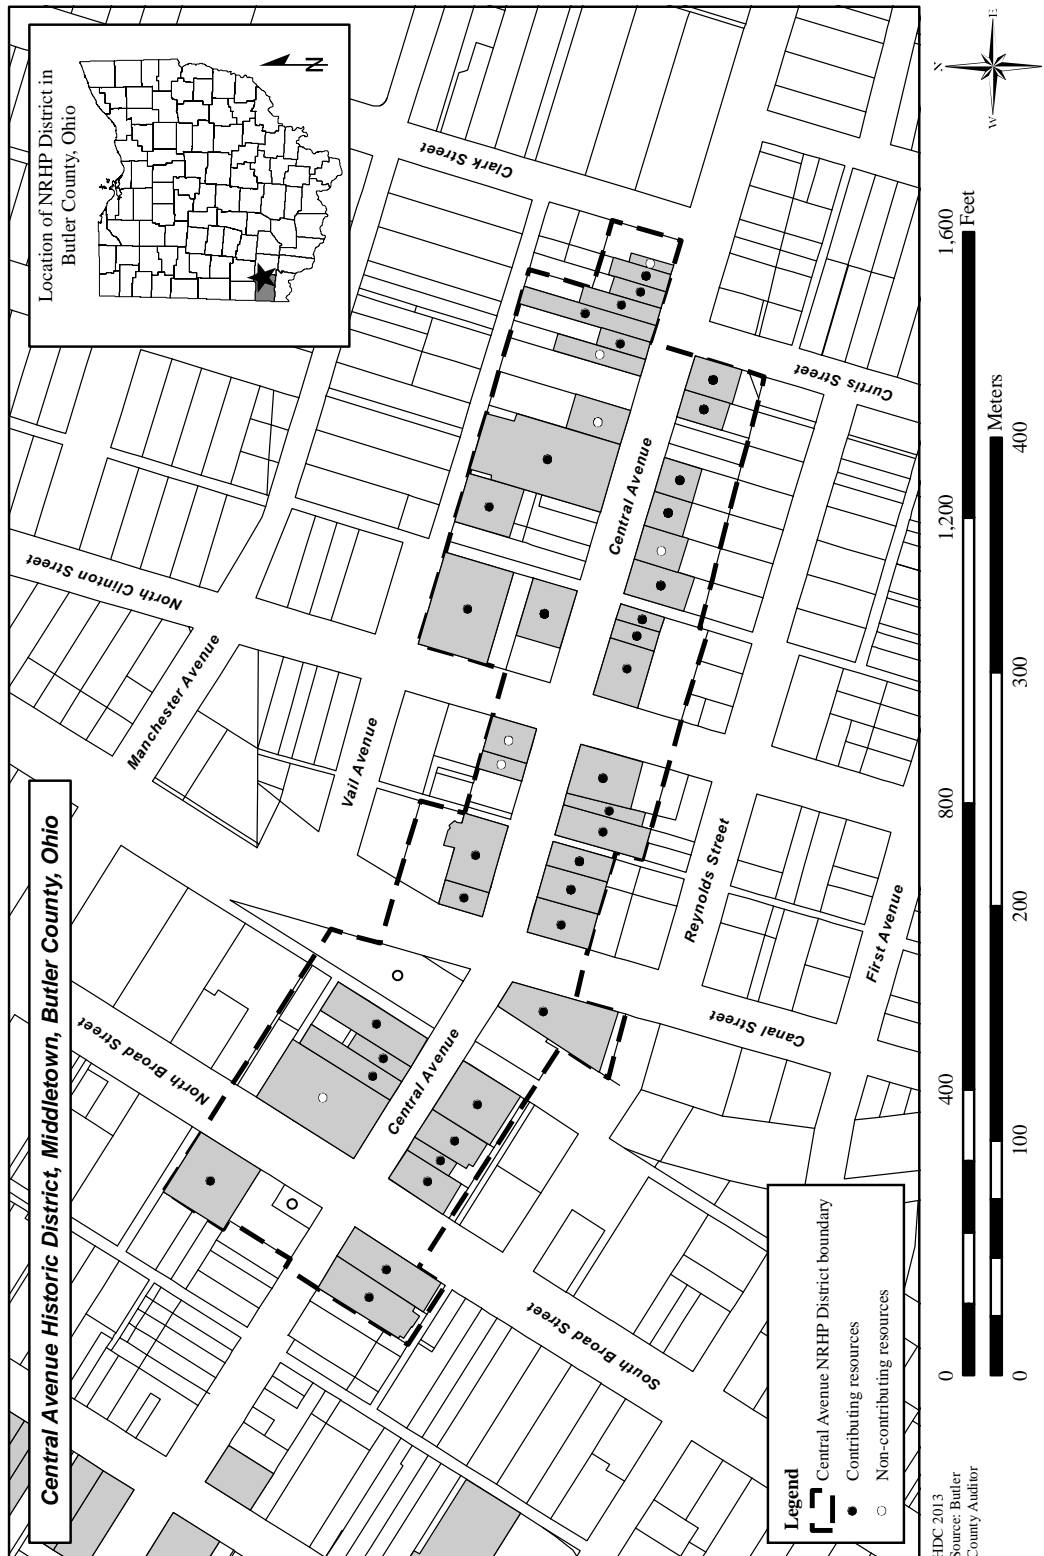 Central Avenue Historic District, Middletown, Butler County, Ohio
Location of NRHP District in
Butler County, Ohio
N
Clark Street
North Clinton Street
Manchester Avenue
Vail Avenue
North Broad Street
Central Avenue
Central Avenue
Curtis Street
Reynolds Street
First Avenue
Canal Street
South Broad Street
Legend
Central Avenue NRHP District boundary
Contributing resources
Non-contributing resources
0 400 800 1,200 1,600
Feet
0 100 200 300 400
Meters
N
W E
HDC 2013
Source: Butler
County Auditor